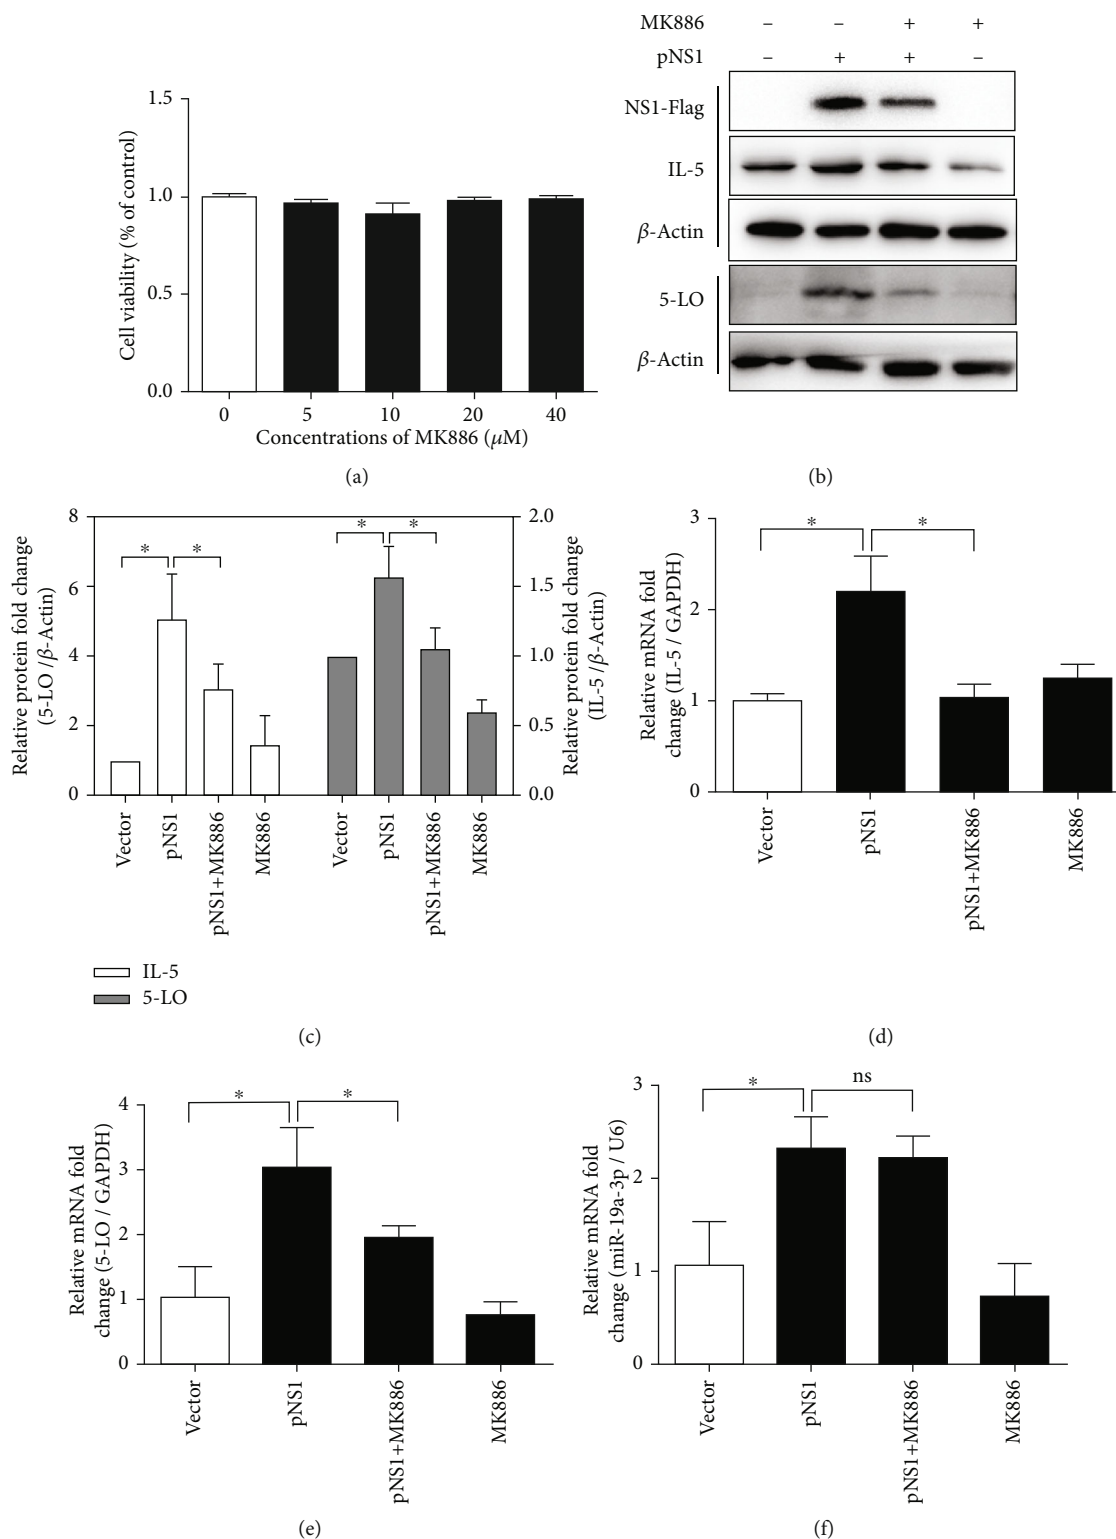 1.5
1.0
0.5
0.0
Cell viability (% of control)
0 5 10 20 40
Concentrations of MK886 (μM)
(a)
MK886 – – + +
pNS1 – + + –
NS1-Flag
IL-5
β-Actin
5-LO
β-Actin
(b)
8
6
4
2
0
Relative protein fold change
(5-LO /β-Actin)
* *
* *
2.0
1.5
1.0
0.5
0.0
Relative protein fold change
(IL-5 /β-Actin)
Vector pNS1 pNS1+MK886 MK886 Vector pNS1 pNS1+MK886 MK886
IL-5
5-LO
(c)
3
2
1
0
Relative mRNA fold
change (IL-5 / GAPDH)
* *
Vector pNS1 pNS1+MK886 MK886
(d)
4
3
2
1
0
Relative mRNA fold
change (5-LO / GAPDH)
* *
Vector pNS1 pNS1+MK886 MK886
(e)
3
2
1
0
Relative mRNA fold
change (miR-19a-3p / U6)
* ns
Vector pNS1 pNS1+MK886 MK886
(f)